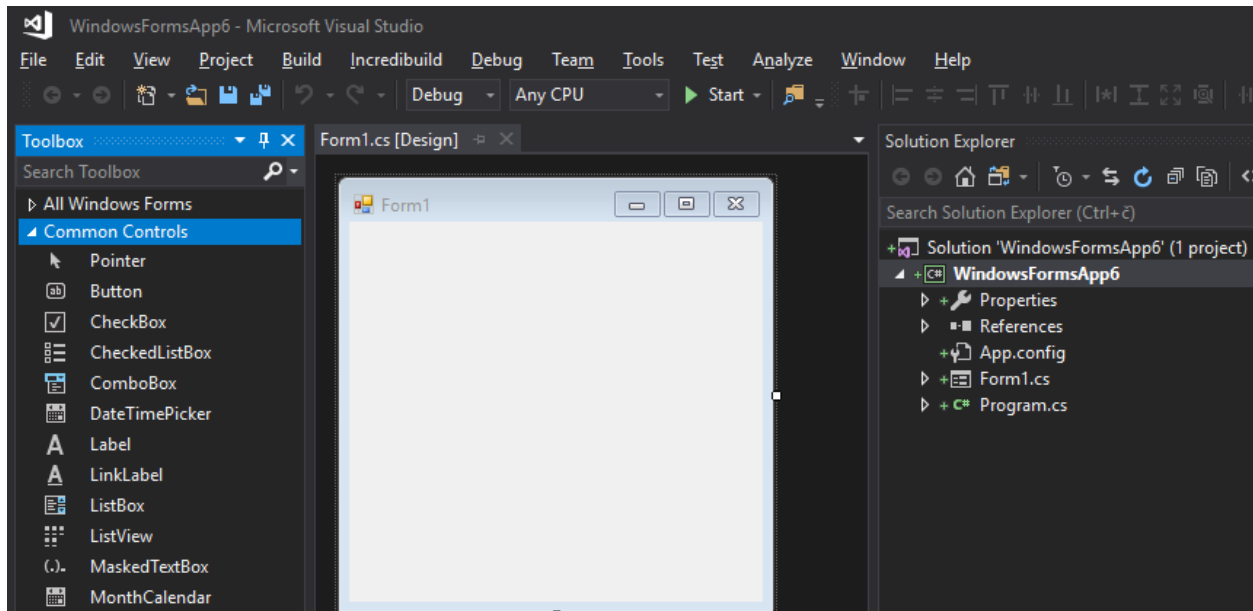 WindowsFormsApp6 - Microsoft Visual Studio
File Edit View Project Build Incredibuild Debug Team Tools Test Analyze Window Help
Debug Any CPU Start
Toolbox
Search Toolbox
All Windows Forms
Common Controls
Pointer
Button
CheckBox
CheckedListBox
ComboBox
DateTimePicker
Label
LinkLabel
ListBox
ListView
MaskedTextBox
MonthCalendar
Form1.cs [Design]
Form1
Solution Explorer
Search Solution Explorer (Ctrl+č)
Solution 'WindowsFormsApp6' (1 project)
C# WindowsFormsApp6
Properties
References
App.config
Form1.cs
C# Program.cs